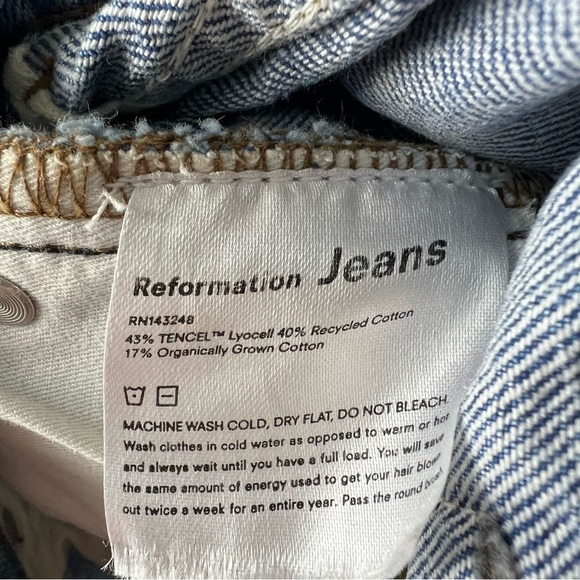 Reformation Jeans
RN143248
43% TENCEL™ Lyocell 40% Recycled Cotton
17% Organically Grown Cotton
MACHINE WASH COLD, DRY FLAT, DO NOT BLEACH.
Wash clothes in cold water as opposed to warm or hot
and always wait until you have a full load. You will save
the same amount of energy used to get your hair blown
out twice a week for an entire year. Pass the round brush